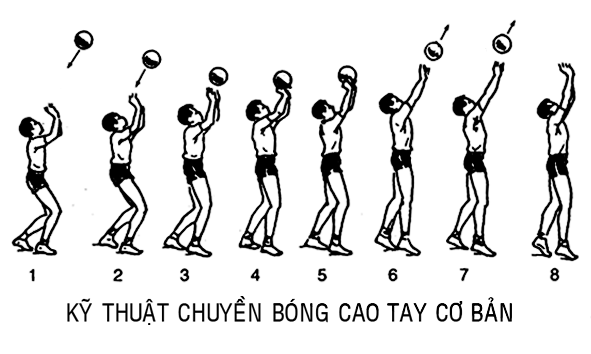 1 2 3 4 5 6 7 8
KỸ THUẬT CHUYỀN BÓNG CAO TAY CƠ BẢN